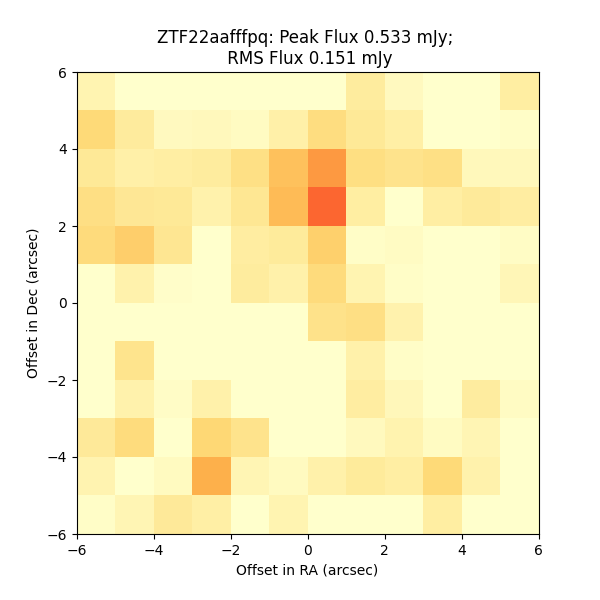 ZTF22aafffpq: Peak Flux 0.533 mJy;
RMS Flux 0.151 mJy
6
4
2
0
−2
−4
−6
Offset in Dec (arcsec)
−6 −4 −2 0 2 4 6
Offset in RA (arcsec)